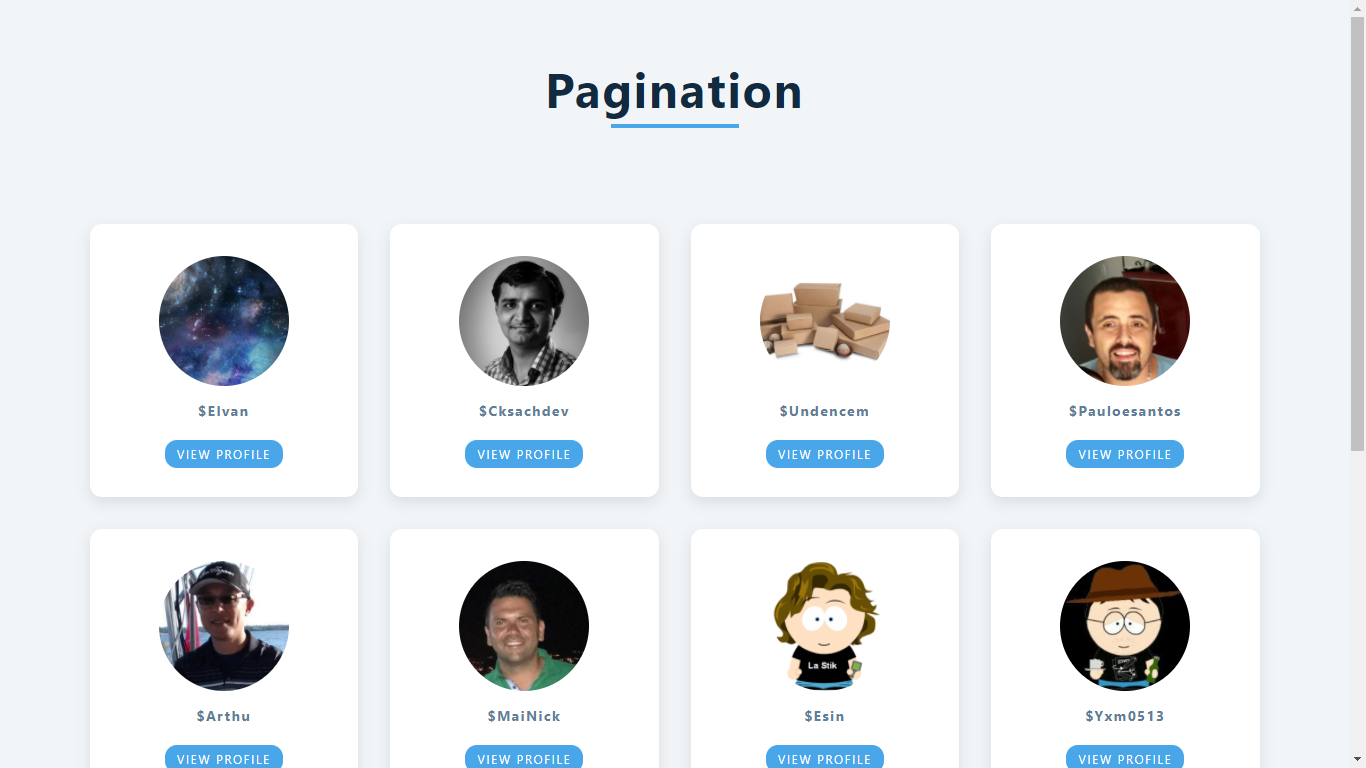 Pagination
$Elvan
$Cksachdev
$Undencem
$Pauloesantos
VIEW PROFILE
VIEW PROFILE
VIEW PROFILE
VIEW PROFILE
La Stik
$Arthu
$MaiNick
$Esin
$Yxm0513
VIEW PROFILE
VIEW PROFILE
VIEW PROFILE
VIEW PROFILE